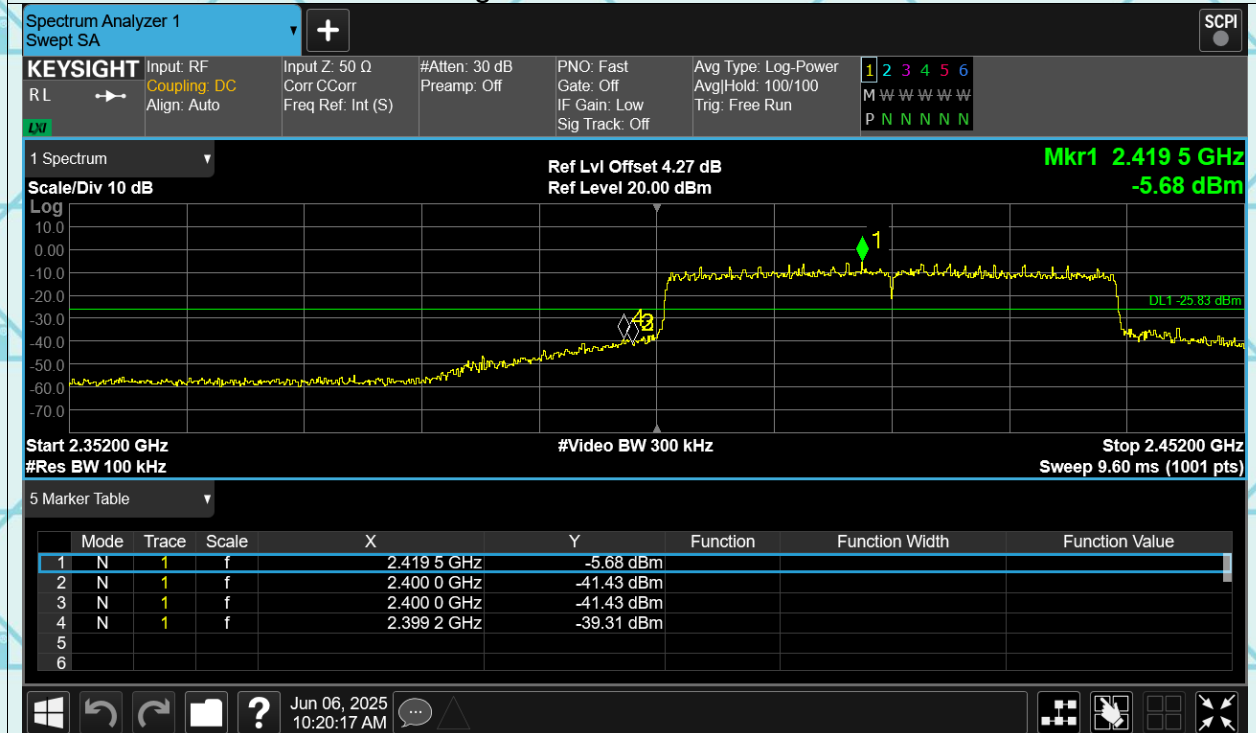 Spectrum Analyzer 1
Swept SA
SCPI
KEYSIGHT
R L
LXI
Input: RF
Coupling: DC
Align: Auto
Input Z: 50 Ω
Corr CCorr
Freq Ref: Int (S)
#Atten: 30 dB
Preamp: Off
PNO: Fast
Gate: Off
IF Gain: Low
Sig Track: Off
Avg Type: Log-Power
Avg|Hold: 100/100
Trig: Free Run
1 2 3 4 5 6
M W W W W W
P N N N N N
1 Spectrum
Scale/Div 10 dB
Ref Lvl Offset 4.27 dB
Ref Level 20.00 dBm
Mkr1 2.419 5 GHz
-5.68 dBm
Log
10.0
0.00
-10.0
-20.0
-30.0
-40.0
-50.0
-60.0
-70.0
1
DL1 -25.83 dBm
4
Start 2.35200 GHz
#Res BW 100 kHz
#Video BW 300 kHz
Stop 2.45200 GHz
Sweep 9.60 ms (1001 pts)
5 Marker Table
Mode Trace Scale X Y Function Function Width Function Value
1 N 1 f 2.419 5 GHz -5.68 dBm
2 N 1 f 2.400 0 GHz -41.43 dBm
3 N 1 f 2.400 0 GHz -41.43 dBm
4 N 1 f 2.399 2 GHz -39.31 dBm
5
6
?
Jun 06, 2025
10:20:17 AM